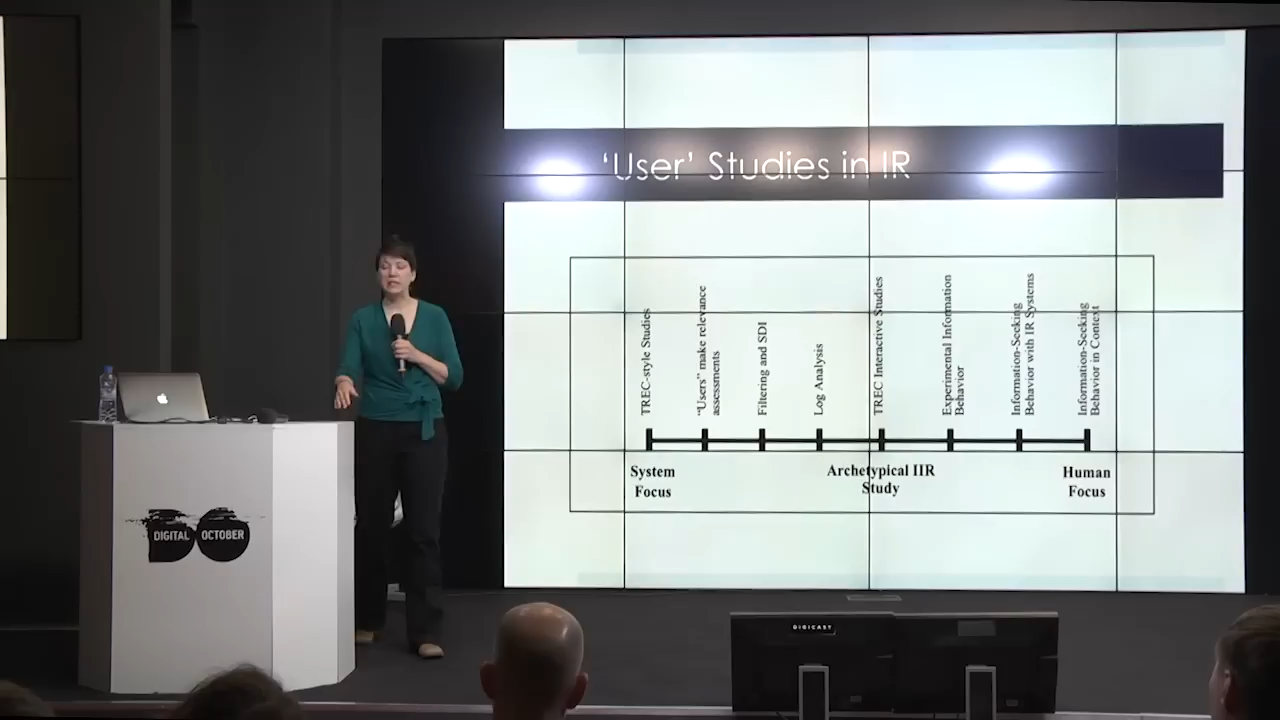 ‘User’ Studies in IR
TREC-style Studies
“Users” make relevance
assessments
Filtering and SDI
Log Analysis
TREC Interactive Studies
Experimental Information
Behavior
Information-Seeking
Behavior with IR Systems
Information-Seeking
Behavior in Context
System
Focus
Archetypical IIR
Study
Human
Focus
DIGITAL OCTOBER
DIGICAST